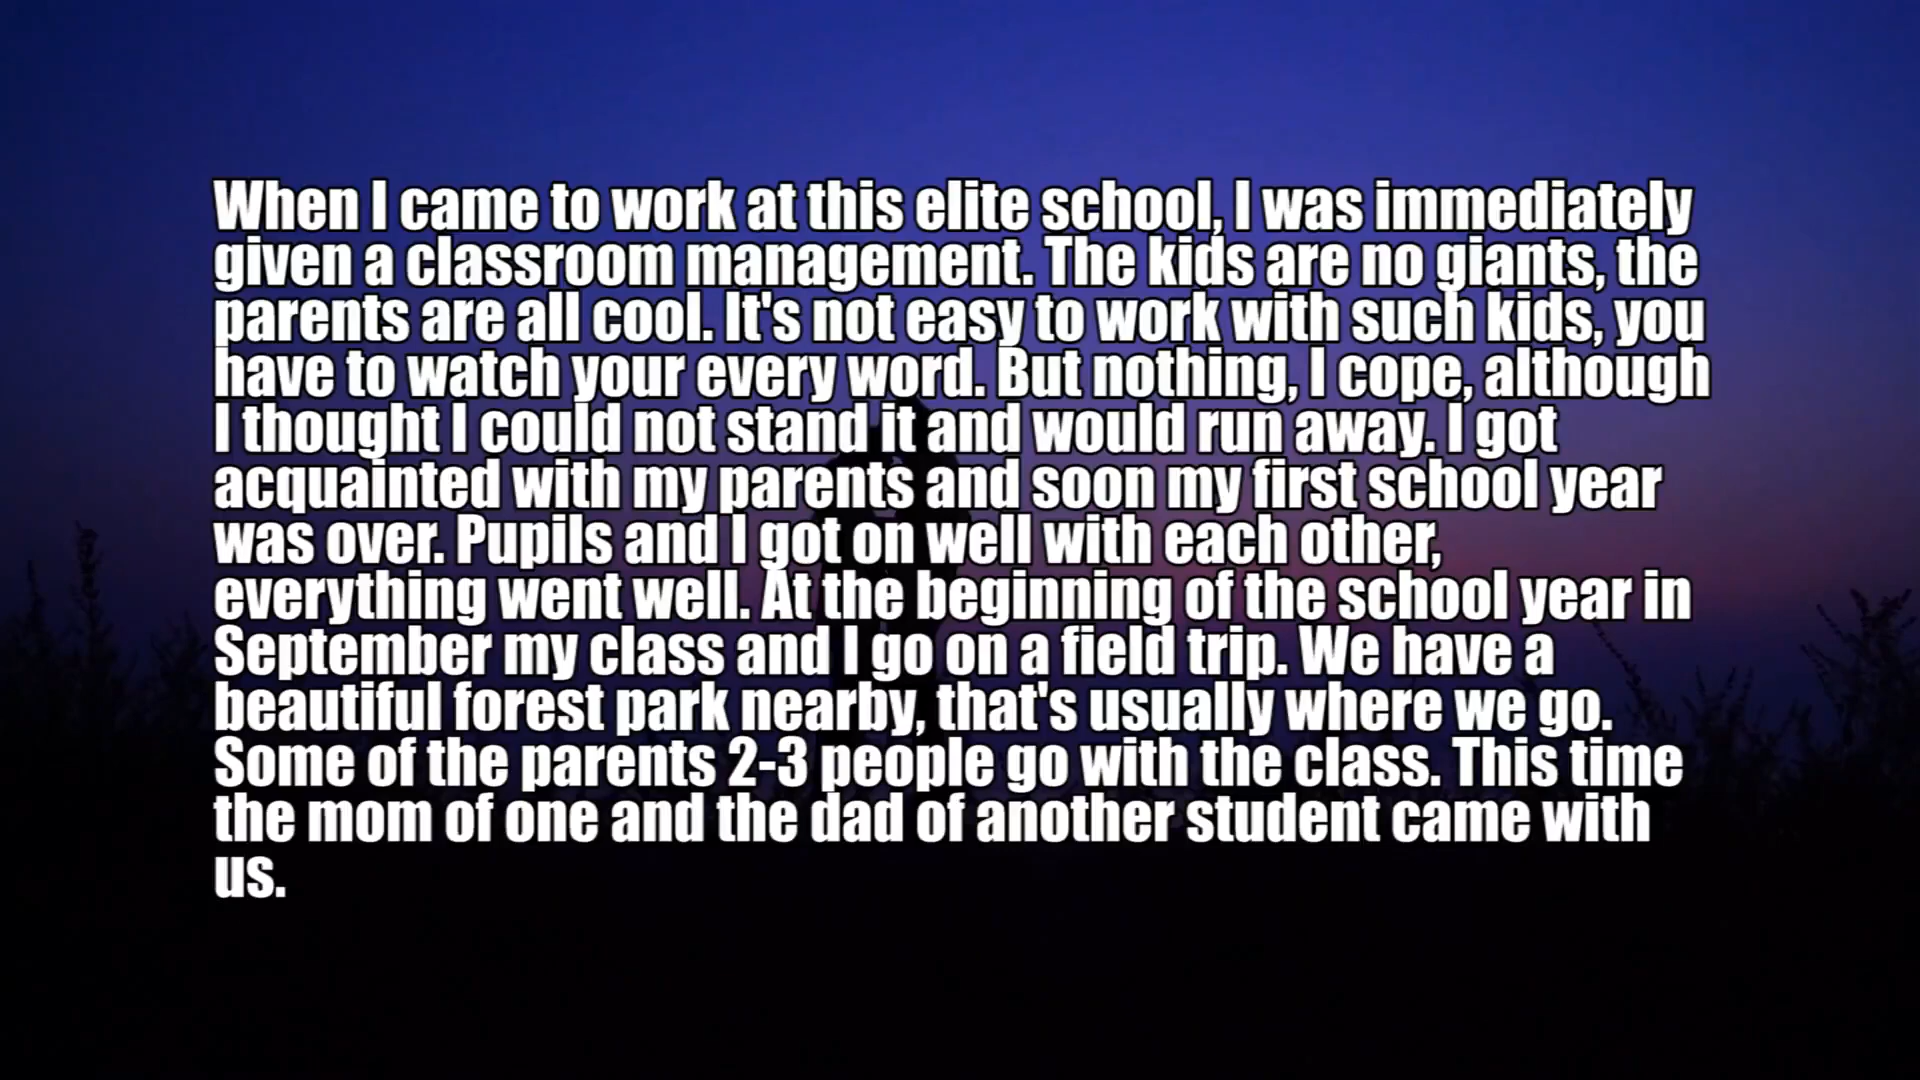 When I came to work at this elite school, I was immediately
given a classroom management. The kids are no giants, the
parents are all cool. It's not easy to work with such kids, you
have to watch your every word. But nothing, I cope, although
I thought I could not stand it and would run away. I got
acquainted with my parents and soon my first school year
was over. Pupils and I got on well with each other,
everything went well. At the beginning of the school year in
September my class and I go on a field trip. We have a
beautiful forest park nearby, that's usually where we go.
Some of the parents 2-3 people go with the class. This time
the mom of one and the dad of another student came with
us.